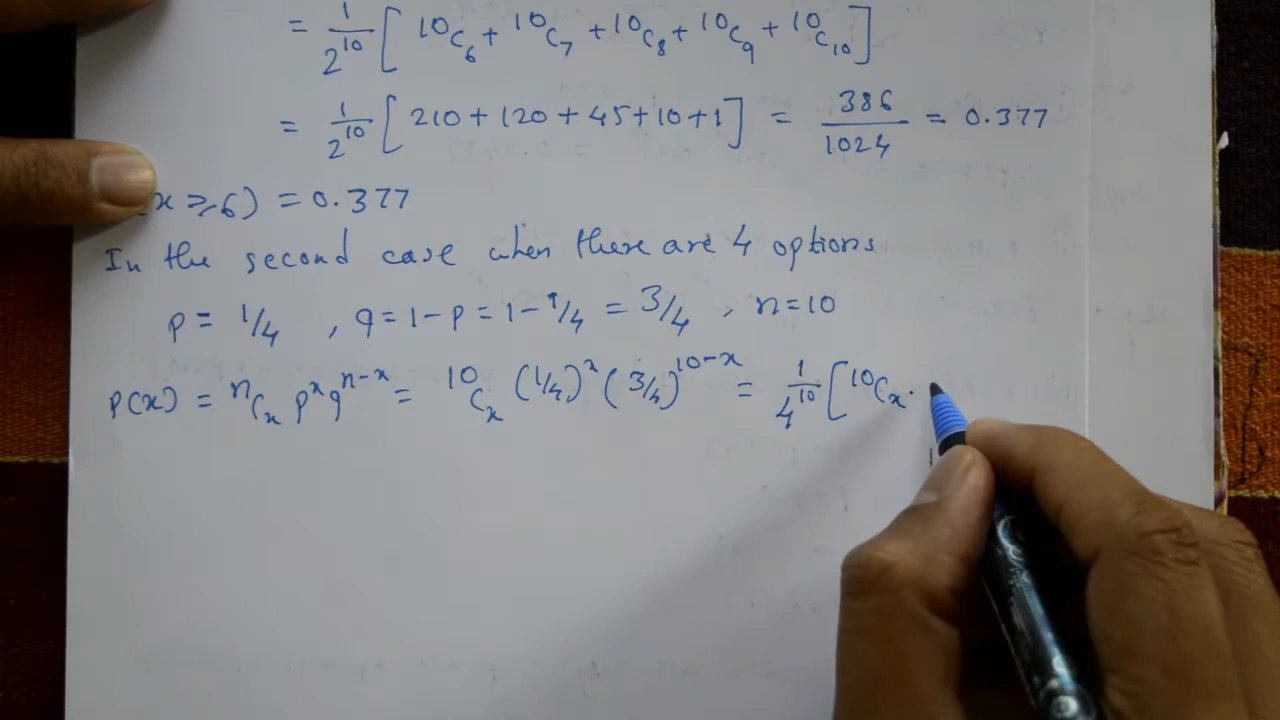 = 1/2^10 [ 10C6 + 10C7 + 10C8 + 10C9 + 10C10 ]
= 1/2^10 [ 210 + 120 + 45 + 10 + 1 ] = 386/1024 = 0.377
(x ≥ 6) = 0.377
In the second case when there are 4 options
p = 1/4 , q = 1 - p = 1 - 1/4 = 3/4 , n = 10
P(x) = nCx p^x q^(n-x) = 10Cx (1/4)^x (3/4)^(10-x) = 1/4^10 [ 10Cx .